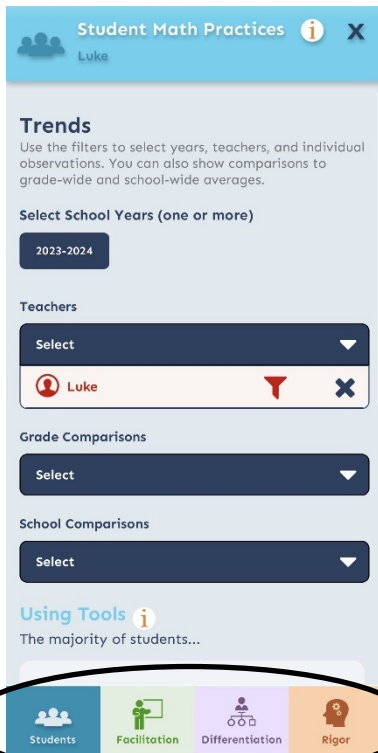 Student Math Practices i X
Luke
Trends
Use the filters to select years, teachers, and individual
observations. You can also show comparisons to
grade-wide and school-wide averages.
Select School Years (one or more)
2023-2024
Teachers
Select
Luke
Grade Comparisons
Select
School Comparisons
Select
Using Tools i
The majority of students...
Students Facilitation Differentiation Rigor